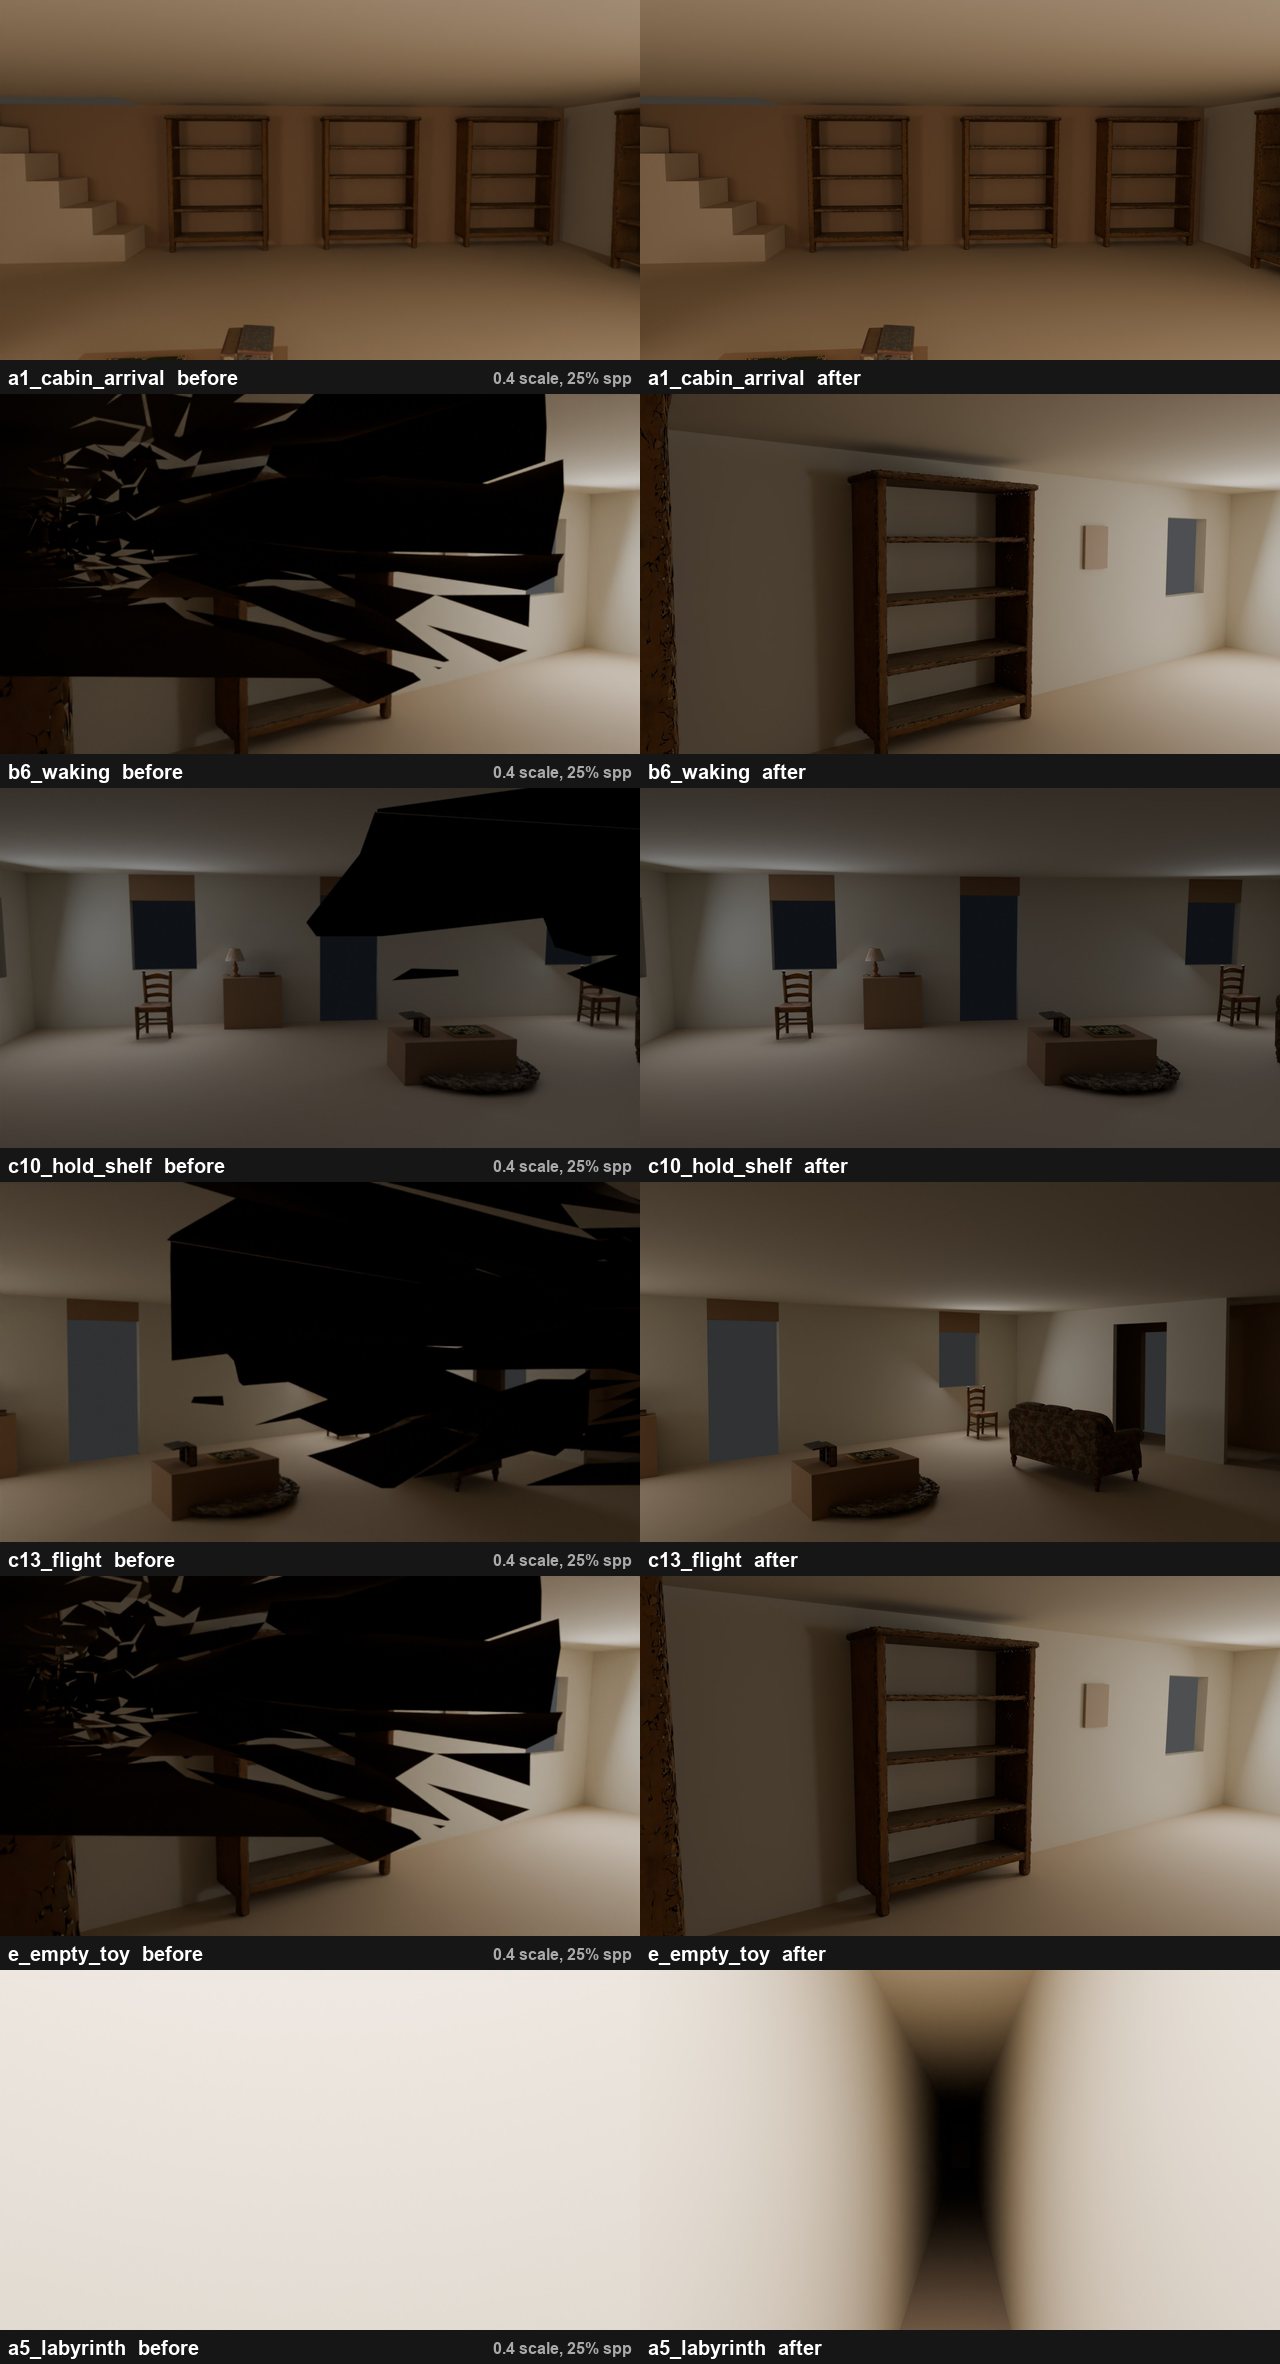 a1_cabin_arrival before 0.4 scale, 25% spp a1_cabin_arrival after
b6_waking before 0.4 scale, 25% spp b6_waking after
c10_hold_shelf before 0.4 scale, 25% spp c10_hold_shelf after
c13_flight before 0.4 scale, 25% spp c13_flight after
e_empty_toy before 0.4 scale, 25% spp e_empty_toy after
a5_labyrinth before 0.4 scale, 25% spp a5_labyrinth after